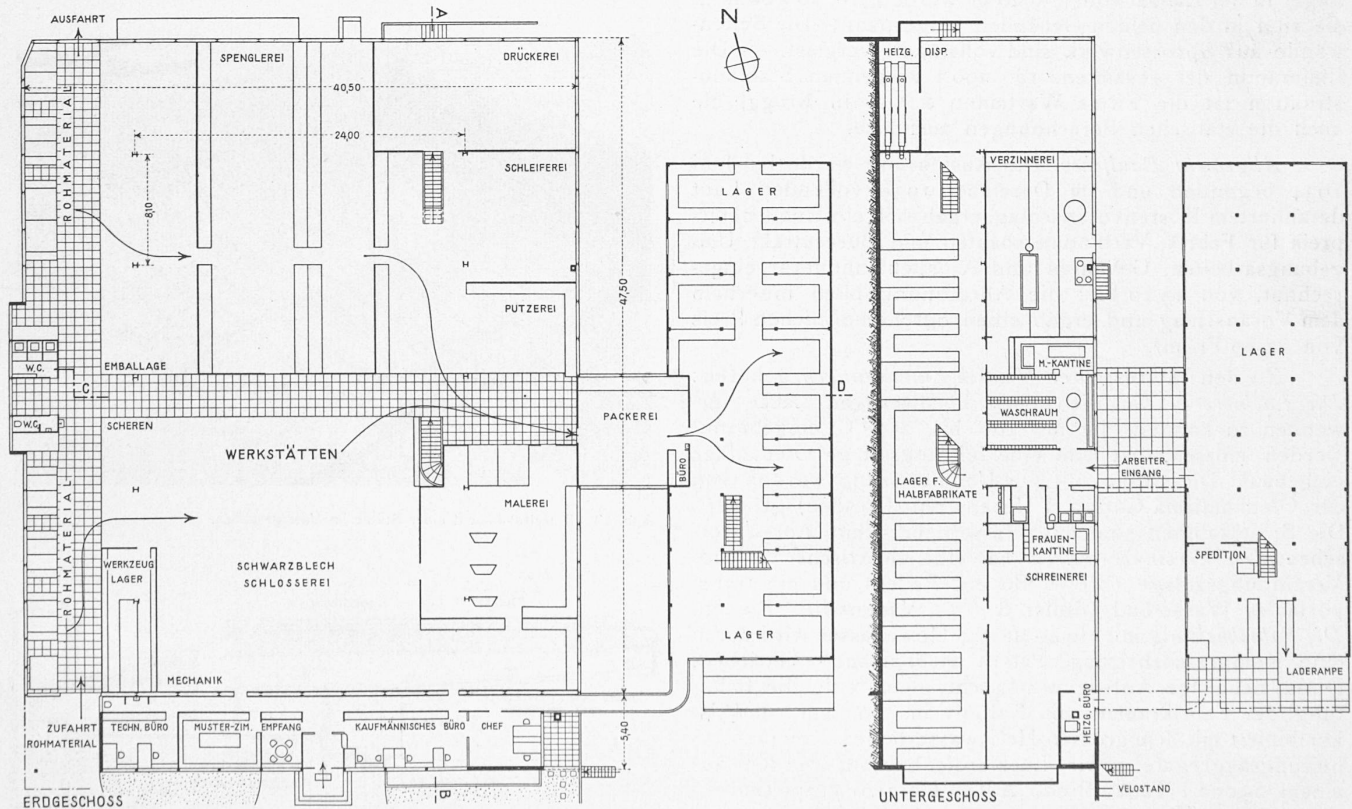 AUSFAHRT
A
N
SPENGLEREI
DRÜCKEREI
40,50
24,00
8,10
ROHMATERIAL
SCHLEIFEREI
47,50
PUTZEREI
W.C.
EMBALLAGE
C
W.C.
SCHEREN
WERKSTÄTTEN
PACKEREI
BÜRO
D
LAGER
MALEREI
ROHMATERIAL
WERKZEUG
LAGER
SCHWARZBLECH
SCHLOSSEREI
LAGER
MECHANIK
ZUFAHRT
ROHMATERIAL
TECHN. BÜRO
MUSTER-ZIM.
EMPFANG
KAUFMÄNNISCHES BÜRO
CHEF
5,40
B
ERDGESCHOSS
HEIZG.
DISP.
VERZINNEREI
M.-KANTINE
WASCHRAUM
LAGER
ARBEITER
EINGANG
LAGER F.
HALBFABRIKATE
FRAUEN-
KANTINE
SCHREINEREI
SPEDITION
LADERAMPE
HEIZG. BÜRO
VELOSTAND
UNTERGESCHOSS